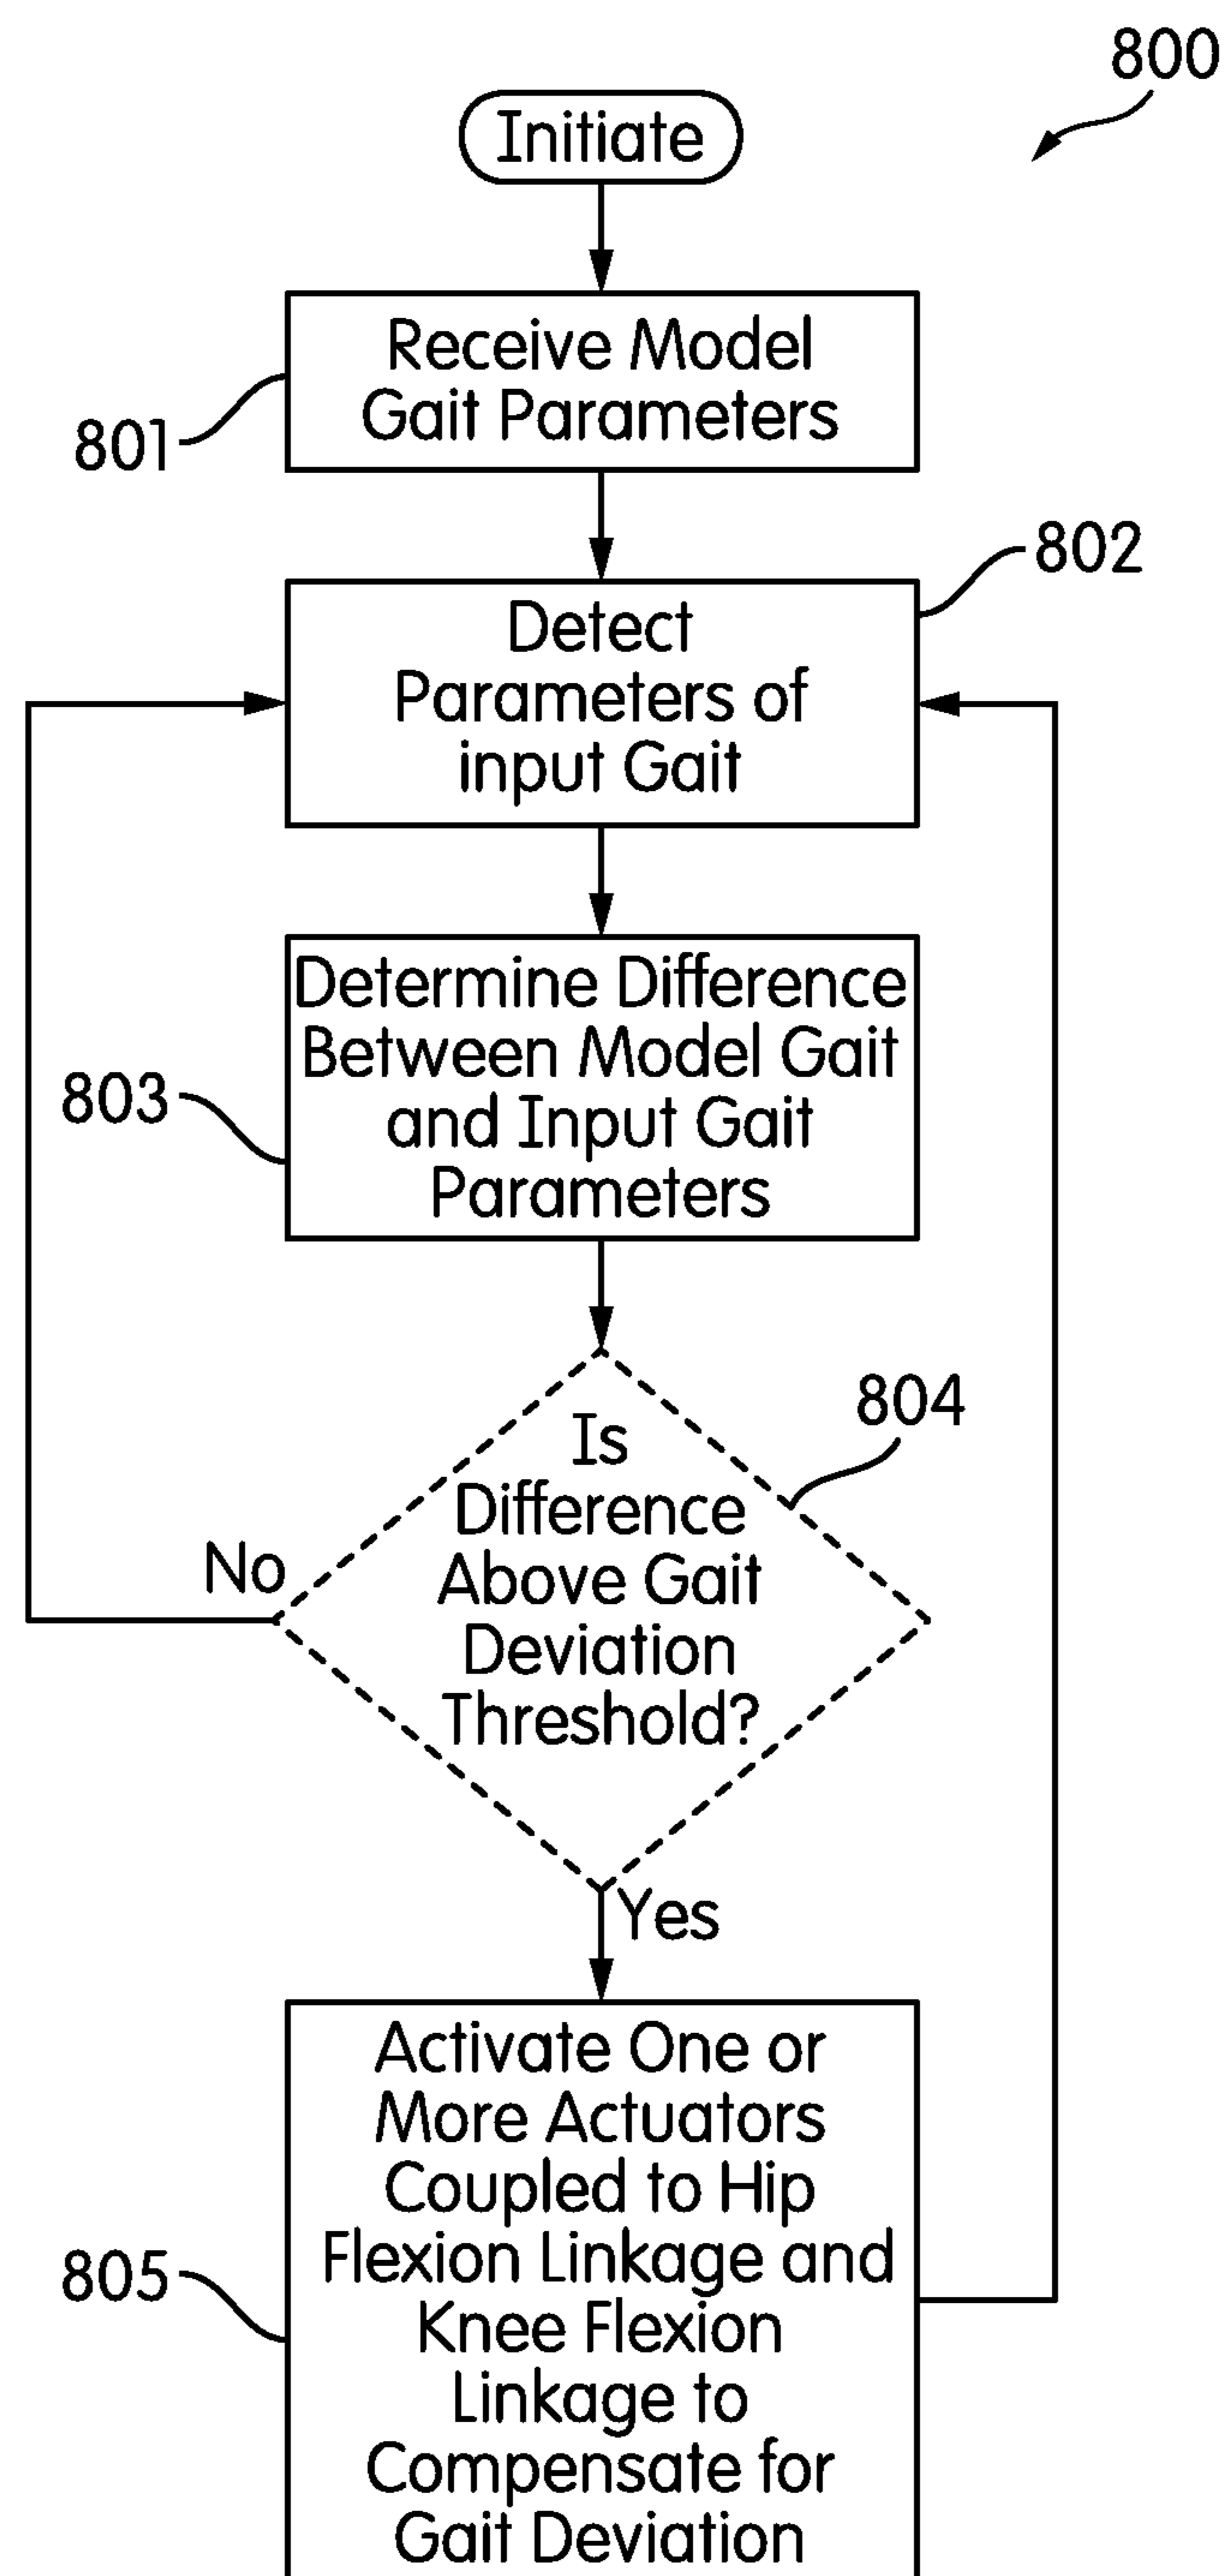 800
Initiate
Receive Model
Gait Parameters
801
802
Detect
Parameters of
input Gait
Determine Difference
Between Model Gait
and Input Gait
Parameters
803
804
Is
Difference
Above Gait
Deviation
Threshold?
No
Yes
Activate One or
More Actuators
Coupled to Hip
Flexion Linkage and
Knee Flexion
Linkage to
Compensate for
Gait Deviation
805